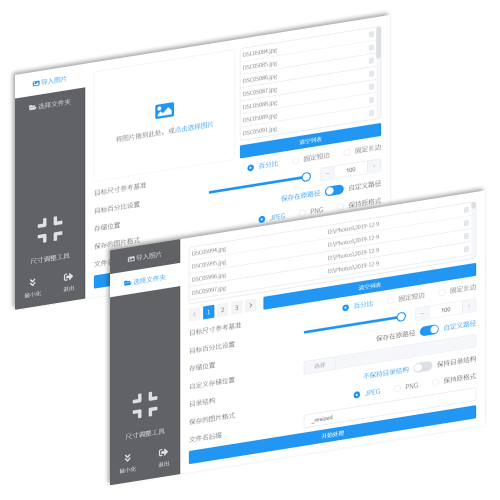 导入图片
选择文件夹
尺寸调整工具
最小化
退出
将图片拖到此处，或点击选择图片
DSC05084.jpg
DSC05085.jpg
DSC05086.jpg
DSC05087.jpg
DSC05088.jpg
DSC05089.jpg
DSC05091.jpg
清空列表
目标尺寸参考基准
百分比
固定短边
固定长边
目标百分比设置
100
存储位置
保存在原路径
自定义路径
保存的图片格式
JPEG
PNG
保持原格式
导入图片
选择文件夹
尺寸调整工具
最小化
退出
DSC05094.jpg
D:\Photos\2019-12-9
DSC05095.jpg
D:\Photos\2019-12-9
DSC05096.jpg
D:\Photos\2019-12-9
DSC05097.jpg
D:\Photos\2019-12-9
1
2
3
清空列表
目标尺寸参考基准
百分比
固定短边
固定长边
目标百分比设置
100
存储位置
保存在原路径
自定义路径
自定义存储位置
选择
目录结构
不保持目录结构
保持目录结构
保存的图片格式
JPEG
PNG
保持原格式
文件名后缀
_resized
开始处理